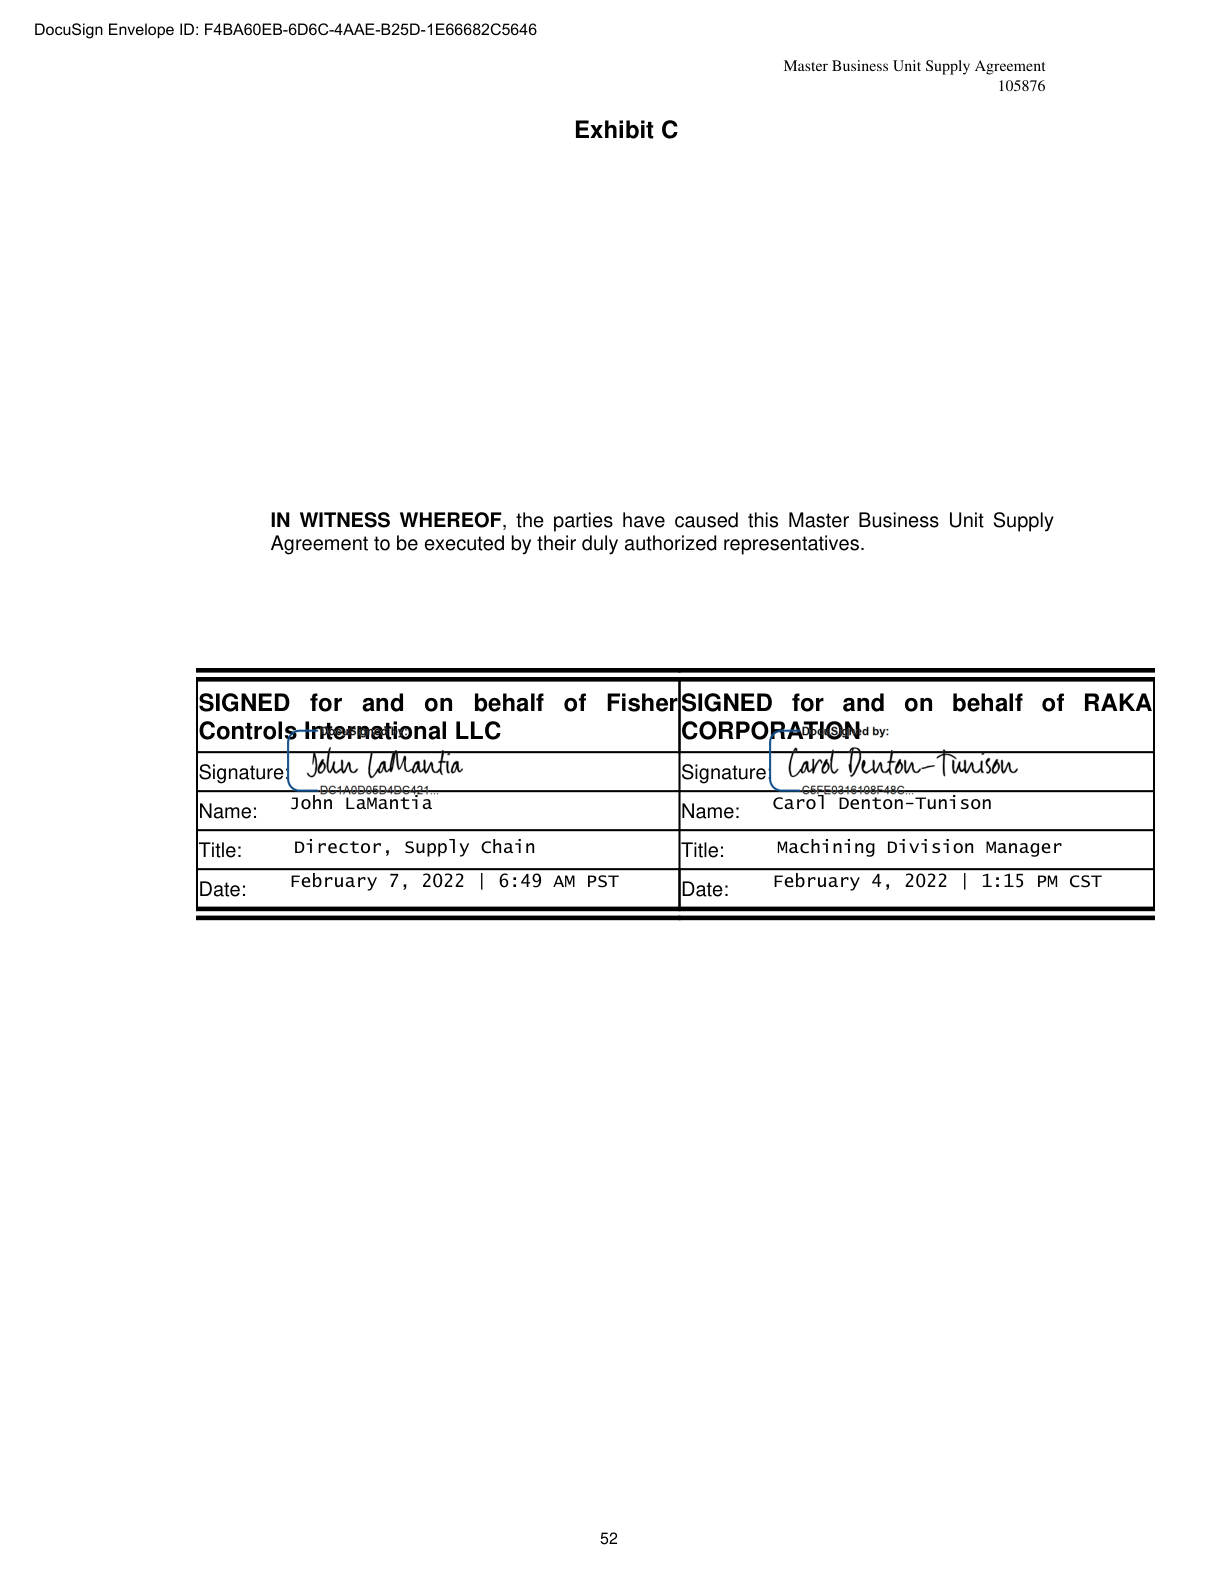 DocuSign Envelope ID: F4BA60EB-6D6C-4AAE-B25D-1E66682C5646
Master Business Unit Supply Agreement
105876
Exhibit C
IN WITNESS WHEREOF, the parties have caused this Master Business Unit Supply
Agreement to be executed by their duly authorized representatives.
SIGNED for and on behalf of Fisher
Controls International LLC
DocuSigned by:
Signature: John LaMantia
DC1A0D05D4DC421...
Name: John LaMantia
Title: Director, Supply Chain
Date: February 7, 2022 | 6:49 AM PST
SIGNED for and on behalf of RAKA
CORPORATION
DocuSigned by:
Signature: Carol Denton-Tunison
C5FE0316108F48C...
Name: Carol Denton-Tunison
Title: Machining Division Manager
Date: February 4, 2022 | 1:15 PM CST
52